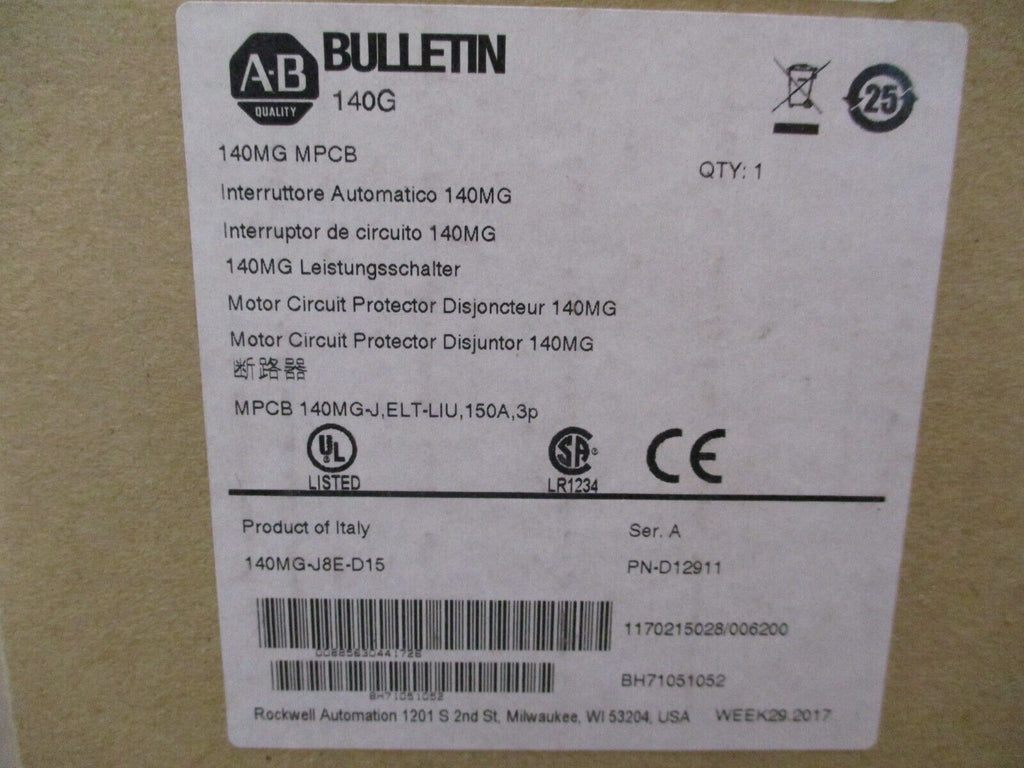 A-B QUALITY
BULLETIN
140G
25
140MG MPCB
QTY: 1
Interruttore Automatico 140MG
Interruptor de circuito 140MG
140MG Leistungsschalter
Motor Circuit Protector Disjoncteur 140MG
Motor Circuit Protector Disjuntor 140MG
断路器
MPCB 140MG-J,ELT-LIU,150A,3p
UL
LISTED
SA
LR1234
CE
Product of Italy
Ser. A
140MG-J8E-D15
PN-D12911
1170215028/006200
00885630441728
BH71051052
BH71051052
Rockwell Automation 1201 S 2nd St, Milwaukee, WI 53204, USA WEEK29.2017